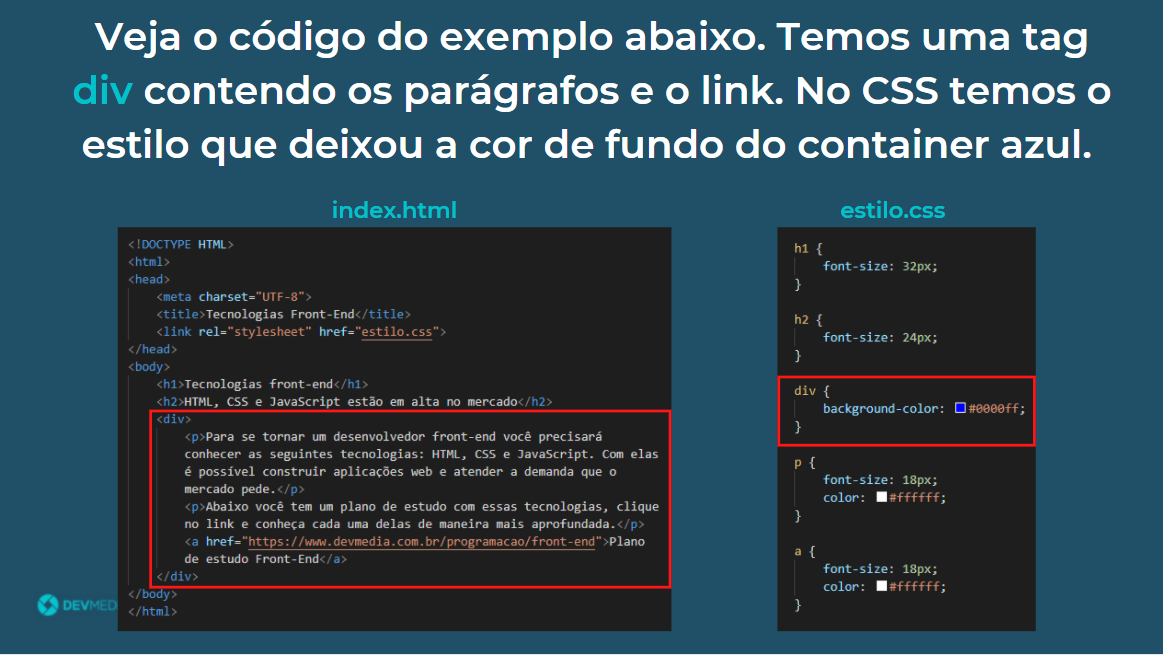 Veja o código do exemplo abaixo. Temos uma tag
div contendo os parágrafos e o link. No CSS temos o
estilo que deixou a cor de fundo do container azul.
index.html
<!DOCTYPE HTML>
<html>
<head>
<meta charset="UTF-8">
<title>Tecnologias Front-End</title>
<link rel="stylesheet" href="estilo.css">
</head>
<body>
<h1>Tecnologias front-end</h1>
<h2>HTML, CSS e JavaScript estão em alta no mercado</h2>
<div>
<p>Para se tornar um desenvolvedor front-end você precisará
conhecer as seguintes tecnologias: HTML, CSS e JavaScript. Com elas
é possível construir aplicações web e atender a demanda que o
mercado pede.</p>
<p>Abaixo você tem um plano de estudo com essas tecnologias, clique
no link e conheça cada uma delas de maneira mais aprofundada.</p>
<a href="https://www.devmedia.com.br/programacao/front-end">Plano
de estudo Front-End</a>
</div>
</body>
</html>
estilo.css
h1 {
font-size: 32px;
}
h2 {
font-size: 24px;
}
div {
background-color: #0000ff;
}
p {
font-size: 18px;
color: #ffffff;
}
a {
font-size: 18px;
color: #ffffff;
}
DEVMED